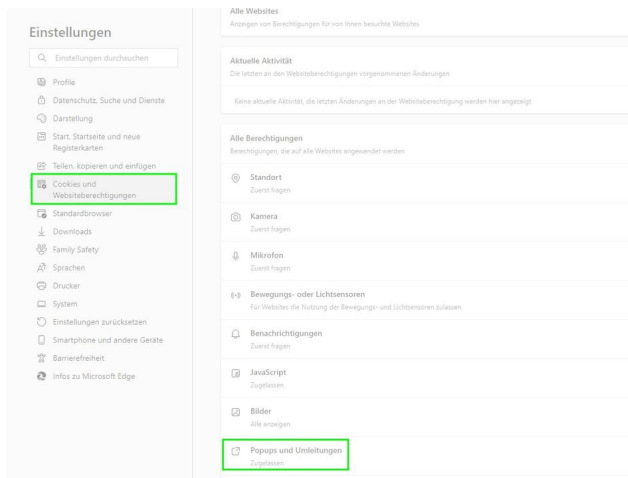 Einstellungen
Einstellungen durchsuchen
Profile
Datenschutz, Suche und Dienste
Darstellung
Start, Startseite und neue
Registerkarten
Teilen, kopieren und einfügen
Cookies und
Websiteberechtigungen
Standardbrowser
Downloads
Family Safety
Sprachen
Drucker
System
Einstellungen zurücksetzen
Smartphone und andere Geräte
Barrierefreiheit
Infos zu Microsoft Edge
Alle Websites
Anzeigen von Berechtigungen für von Ihnen besuchte Websites
Aktuelle Aktivität
Die letzten an den Websiteberechtigungen vorgenommenen Änderungen
Keine aktuelle Aktivität, die letzten Änderungen an der Websiteberechtigung werden hier angezeigt
Alle Berechtigungen
Berechtigungen, die auf alle Websites angewendet werden
Standort
Zuerst fragen
Kamera
Zuerst fragen
Mikrofon
Zuerst fragen
Bewegungs- oder Lichtsensoren
Für Websites die Nutzung der Bewegungs- und Lichtsensoren zulassen
Benachrichtigungen
Zuerst fragen
JavaScript
Zugelassen
Bilder
Alle anzeigen
Popups und Umleitungen
Zugelassen